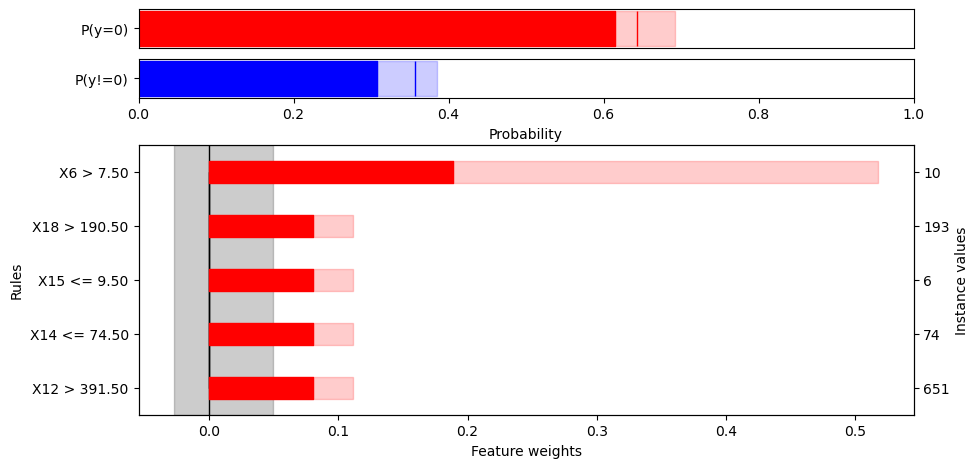 P(y=0)
P(y!=0)
0.0 0.2 0.4 0.6 0.8 1.0
Probability
X6 > 7.50 10
X18 > 190.50 193
X15 <= 9.50 6
X14 <= 74.50 74
X12 > 391.50 651
Rules
Instance values
0.0 0.1 0.2 0.3 0.4 0.5
Feature weights